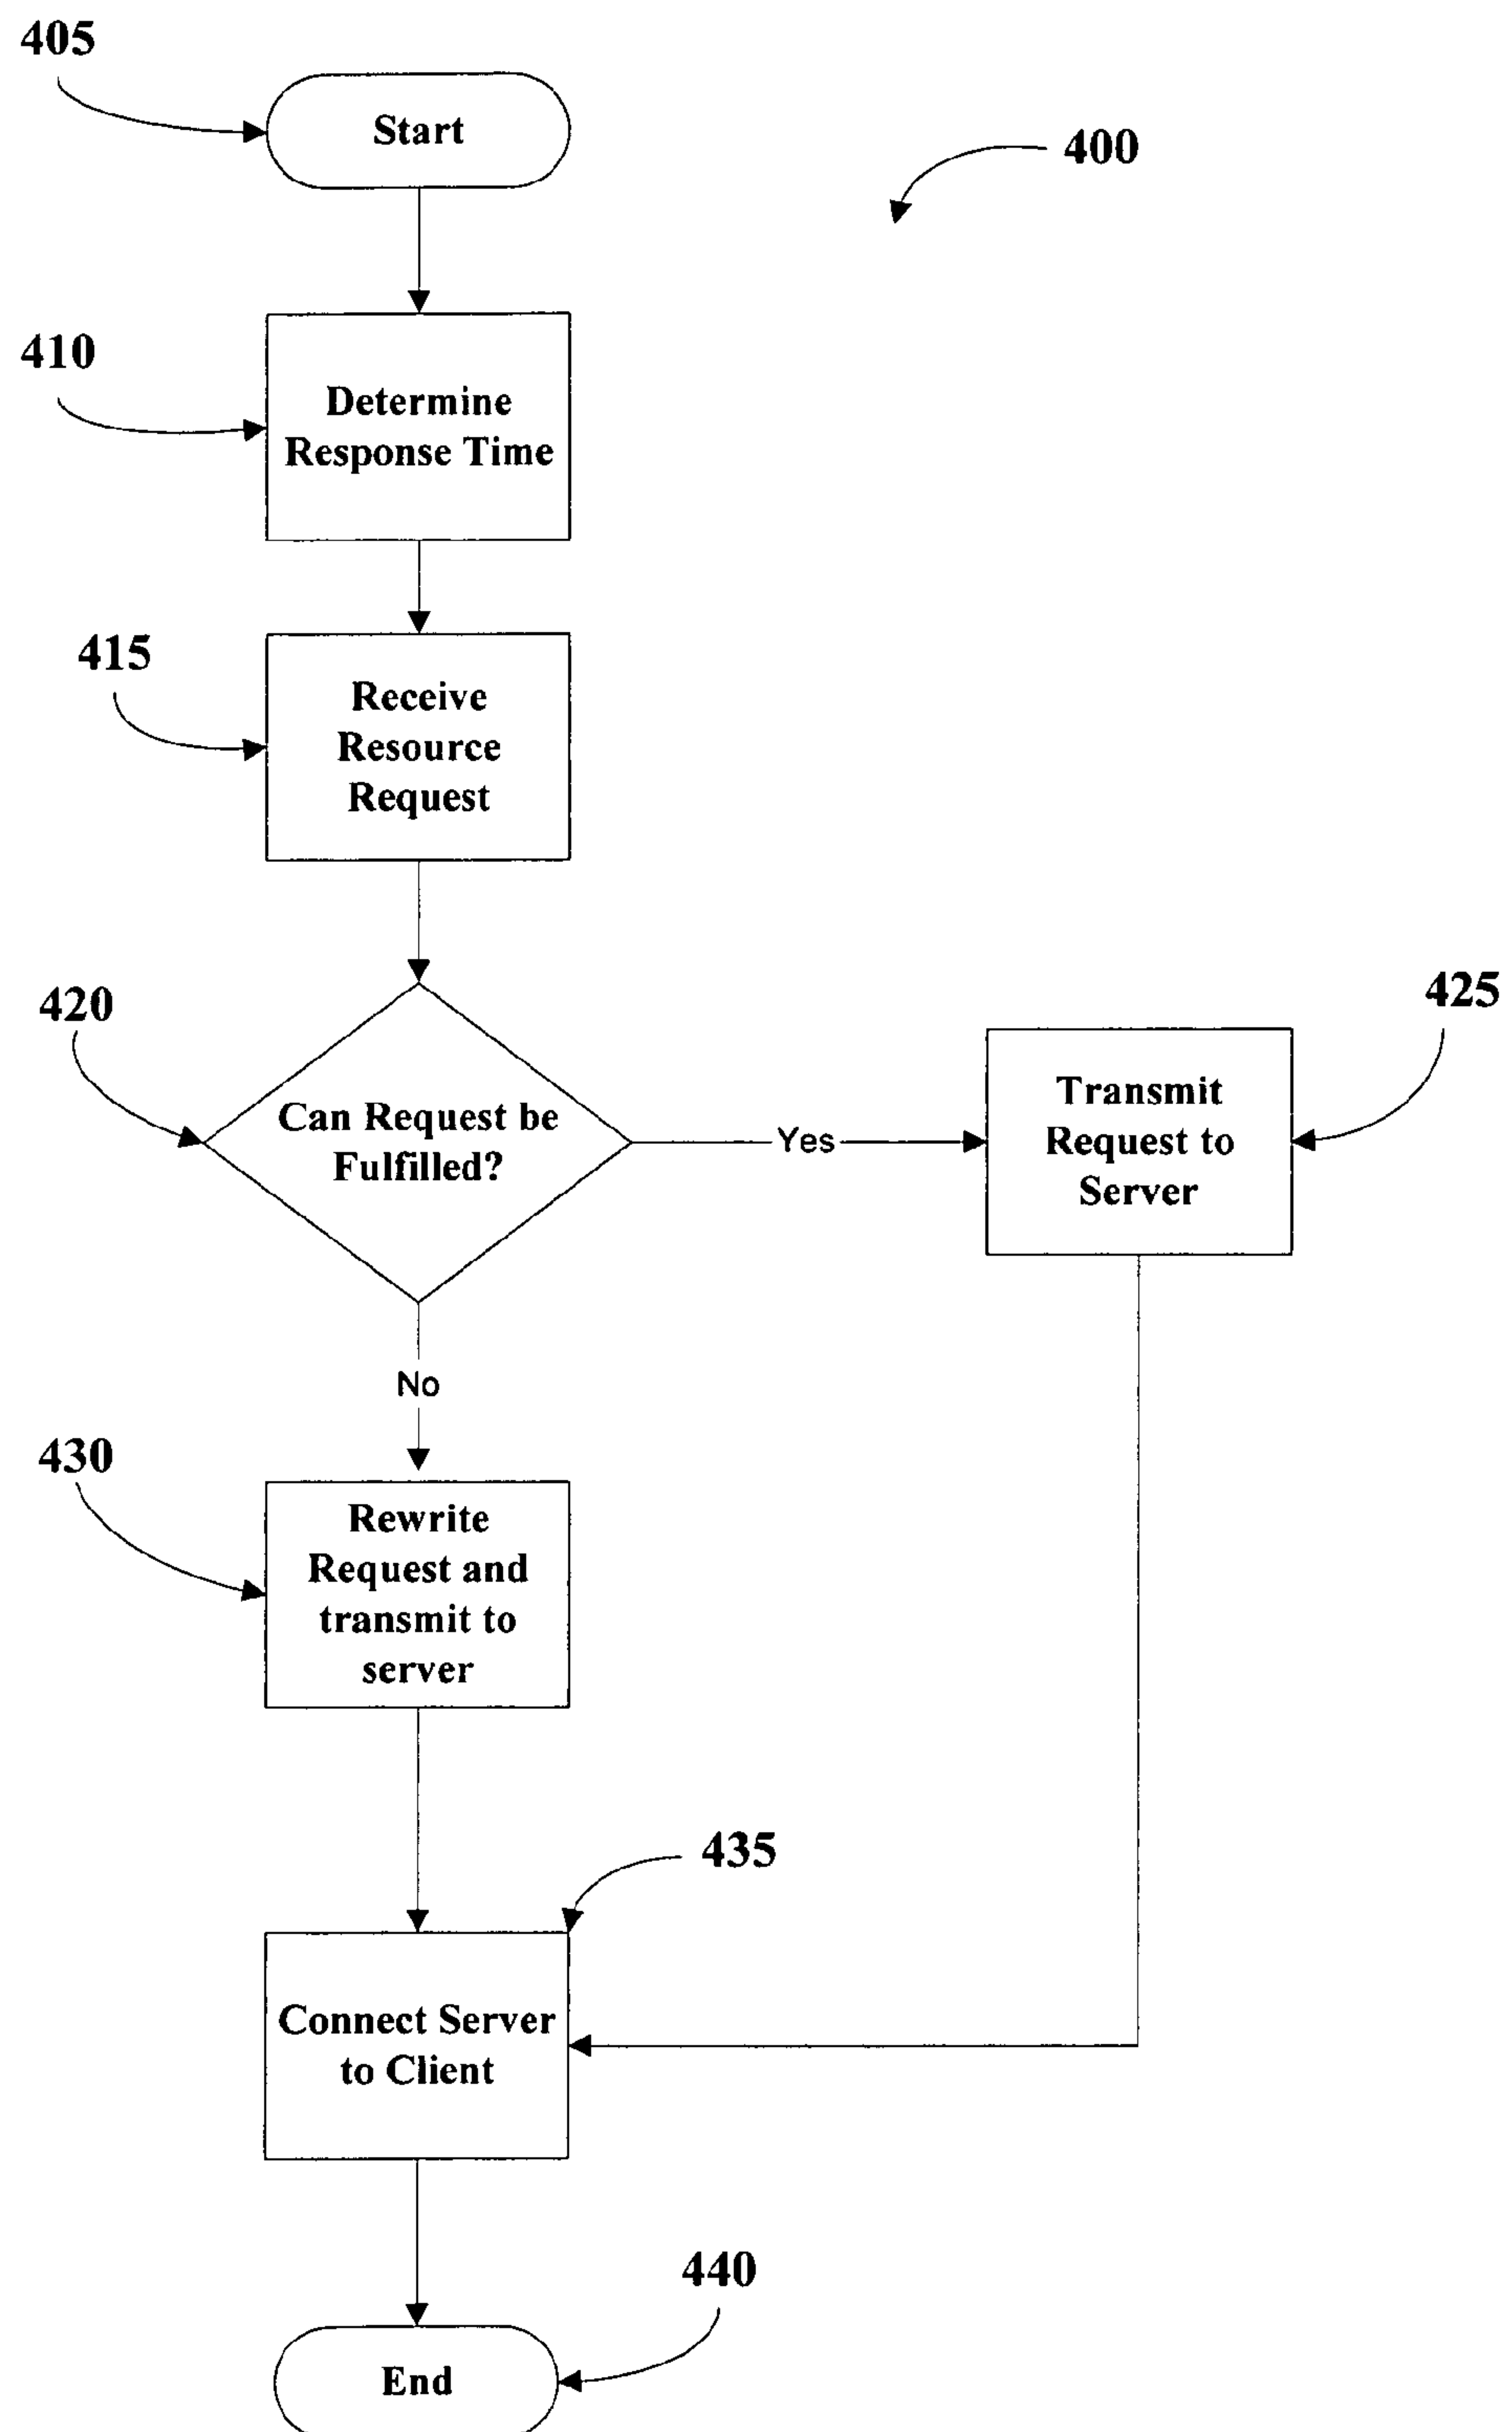 405
Start
400
410
Determine
Response Time
415
Receive
Resource
Request
420
Can Request be
Fulfilled?
Yes
425
Transmit
Request to
Server
No
430
Rewrite
Request and
transmit to
server
435
Connect Server
to Client
440
End